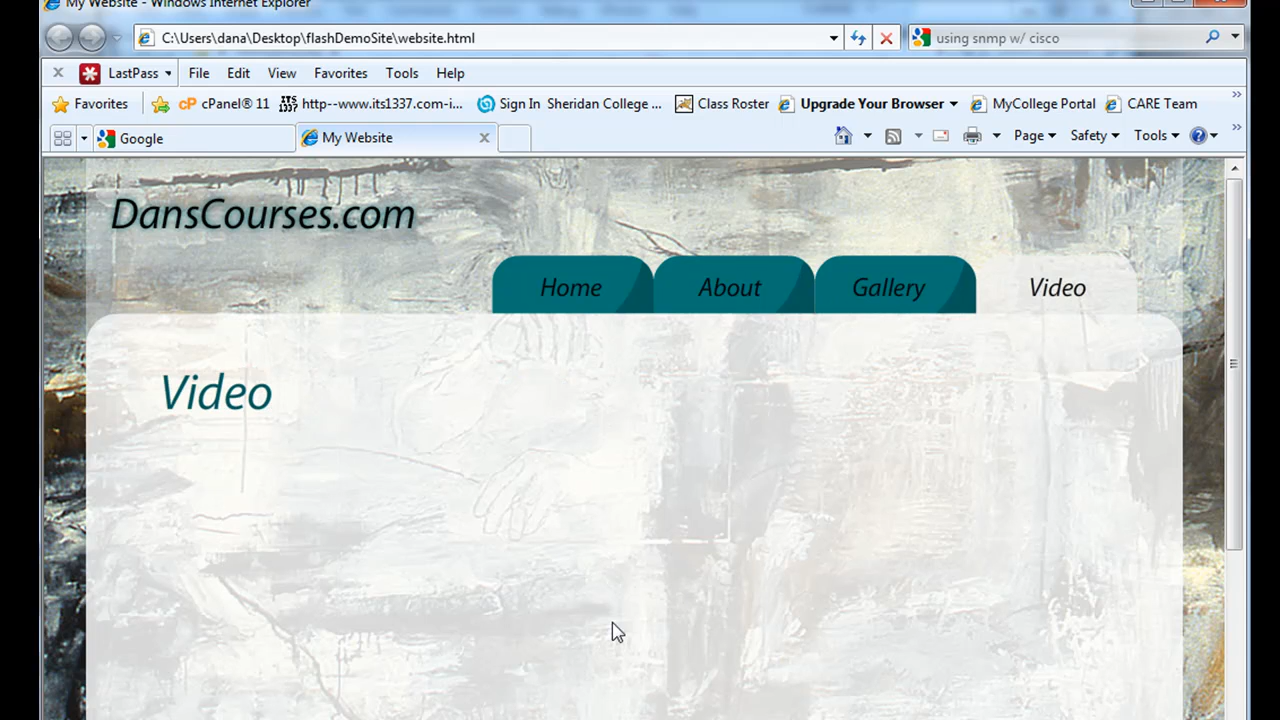 My Website - Windows Internet Explorer
C:\Users\dana\Desktop\flashDemoSite\website.html
using snmp w/ cisco
LastPass File Edit View Favorites Tools Help
Favorites cPanel® 11 http--www.its1337.com-i... Sign In Sheridan College ... Class Roster Upgrade Your Browser MyCollege Portal CARE Team
Google My Website Page Safety Tools
DansCourses.com
Home About Gallery Video
Video